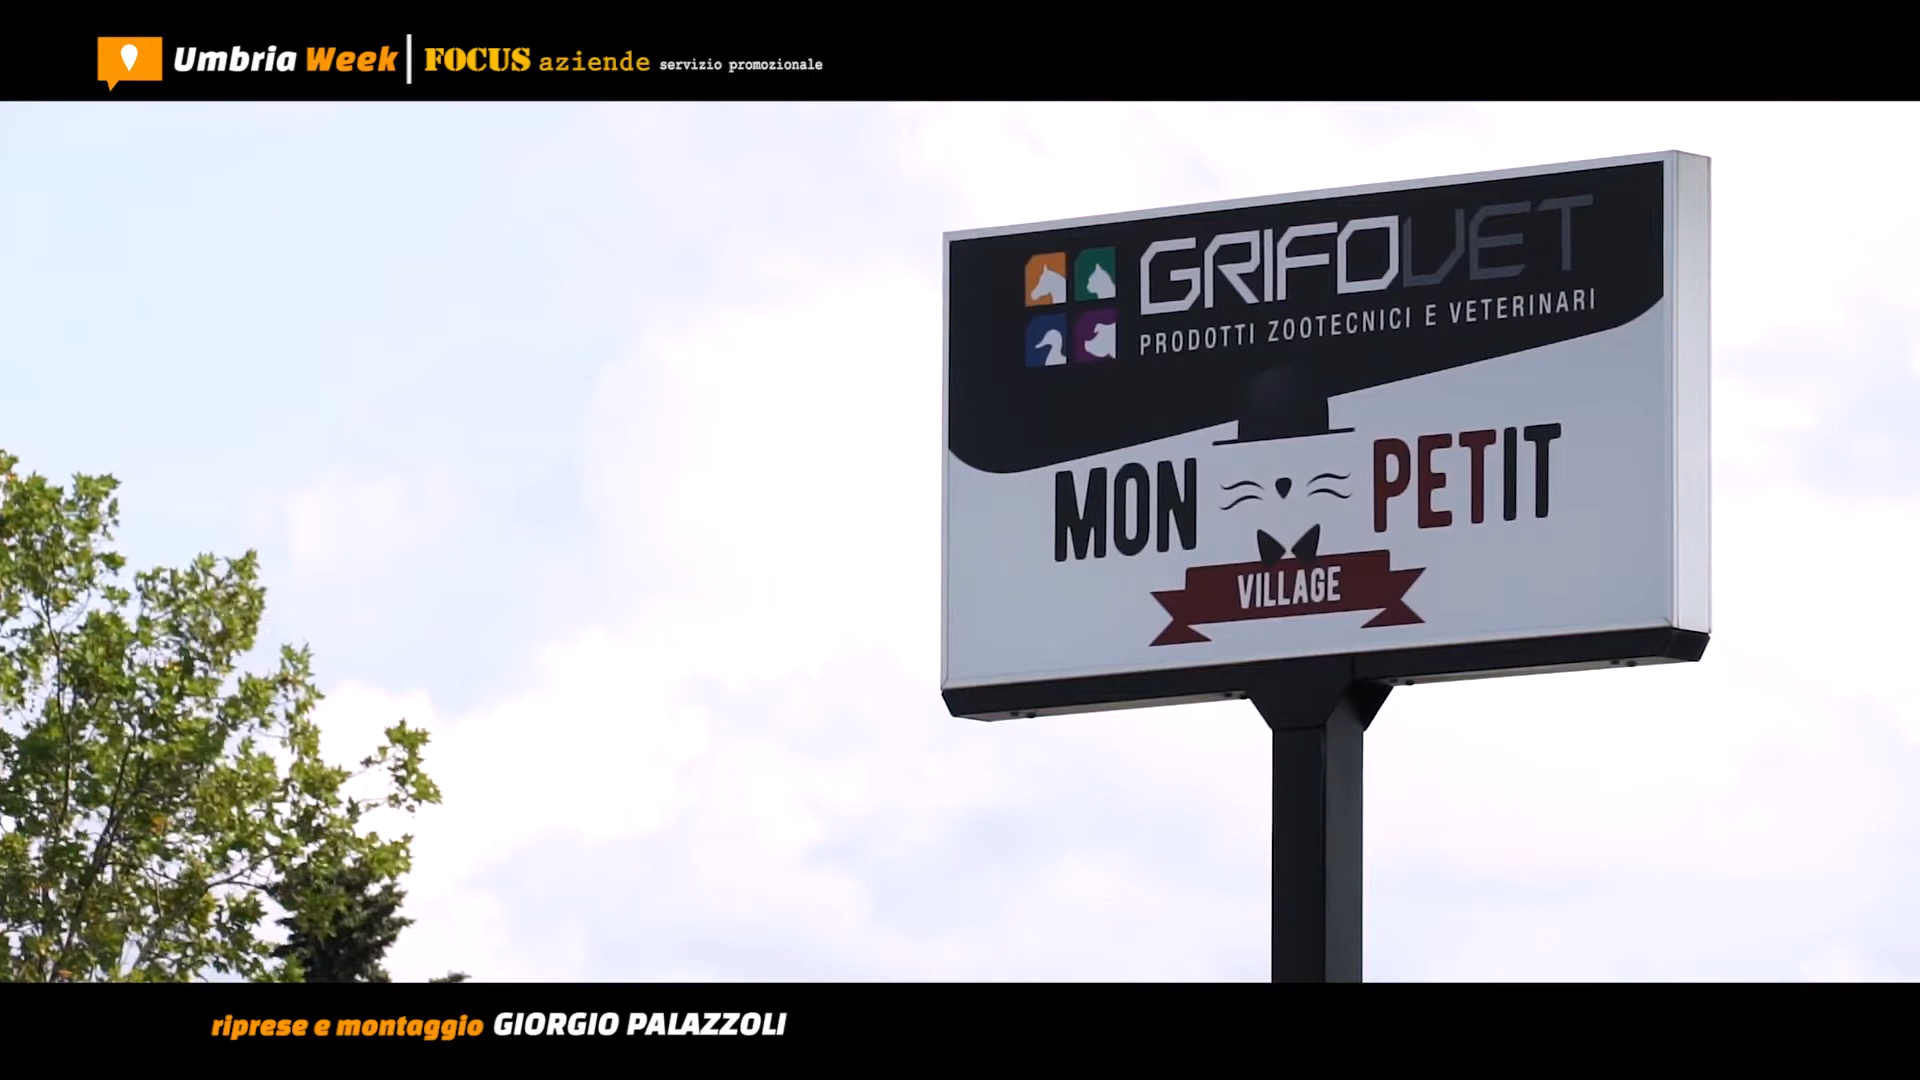 Umbria Week FOCUS aziende servizio promozionale
GRIFOVET
PRODOTTI ZOOTECNICI E VETERINARI
MON PETIT
VILLAGE
riprese e montaggio GIORGIO PALAZZOLI